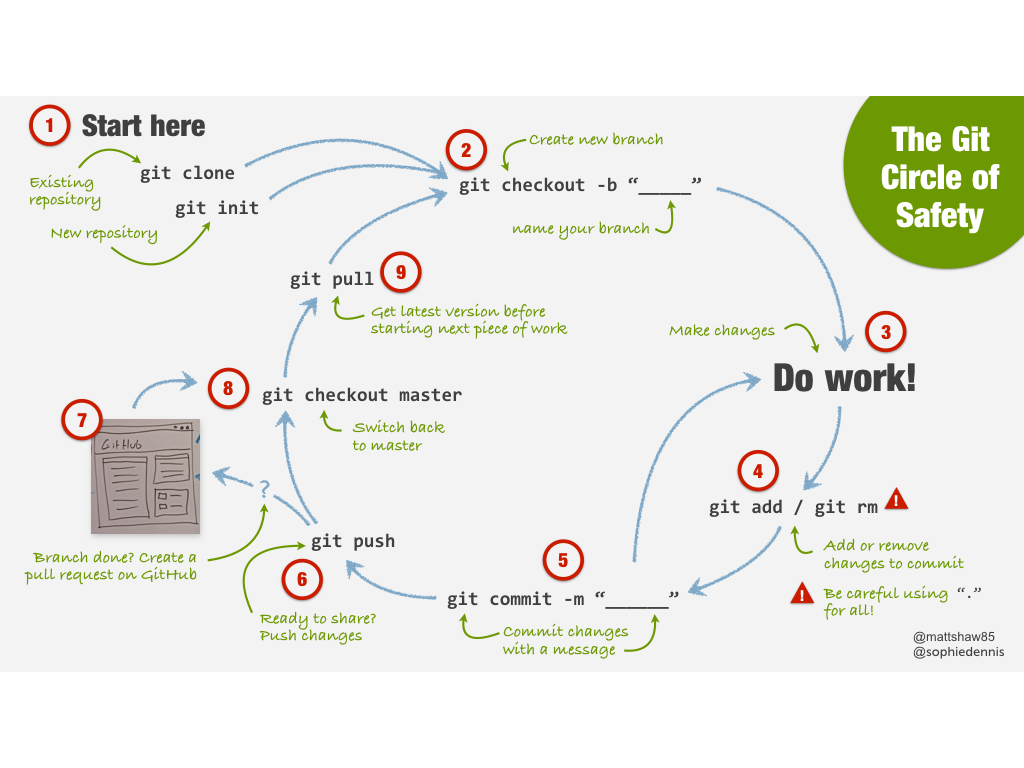 1 Start here
git clone
Existing
repository
git init
New repository
2
Create new branch
git checkout -b “_____”
name your branch
The Git
Circle of
Safety
3
Make changes
Do work!
4
git add / git rm
!
Add or remove
changes to commit
! Be careful using “.”
for all!
5
git commit -m “______”
Commit changes
with a message
git push
6
Ready to share?
Push changes
?
7
GitHub
Branch done? Create a
pull request on GitHub
8 git checkout master
Switch back
to master
git pull 9
Get latest version before
starting next piece of work
@mattshaw85
@sophiedennis